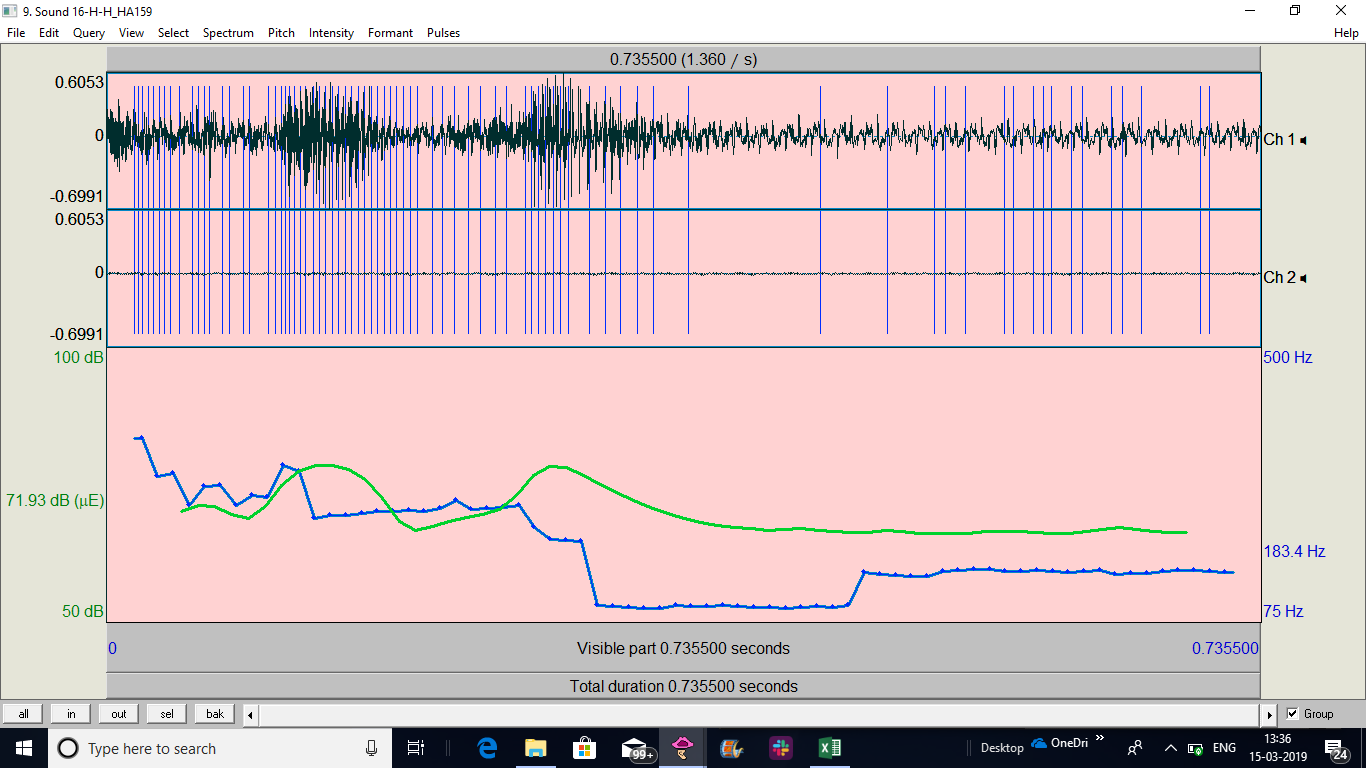 9. Sound 16-H-H_HA159
File Edit Query View Select Spectrum Pitch Intensity Formant Pulses Help
0.735500 (1.360 / s)
0.6053
0
Ch 1
-0.6991
0.6053
0
Ch 2
-0.6991
100 dB
500 Hz
71.93 dB (µE)
183.4 Hz
50 dB
75 Hz
0
Visible part 0.735500 seconds
0.735500
Total duration 0.735500 seconds
all in out sel bak
Group
Type here to search
99+
Desktop
OneDri
ENG
13:36
15-03-2019
24